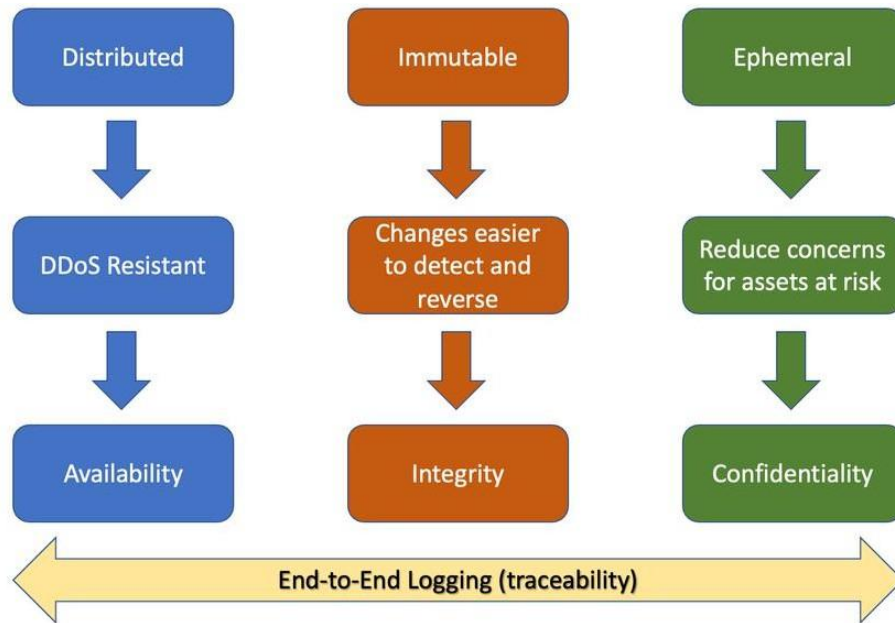 Distributed
Immutable
Ephemeral
DDoS Resistant
Changes easier
to detect and
reverse
Reduce concerns
for assets at risk
Availability
Integrity
Confidentiality
End-to-End Logging (traceability)